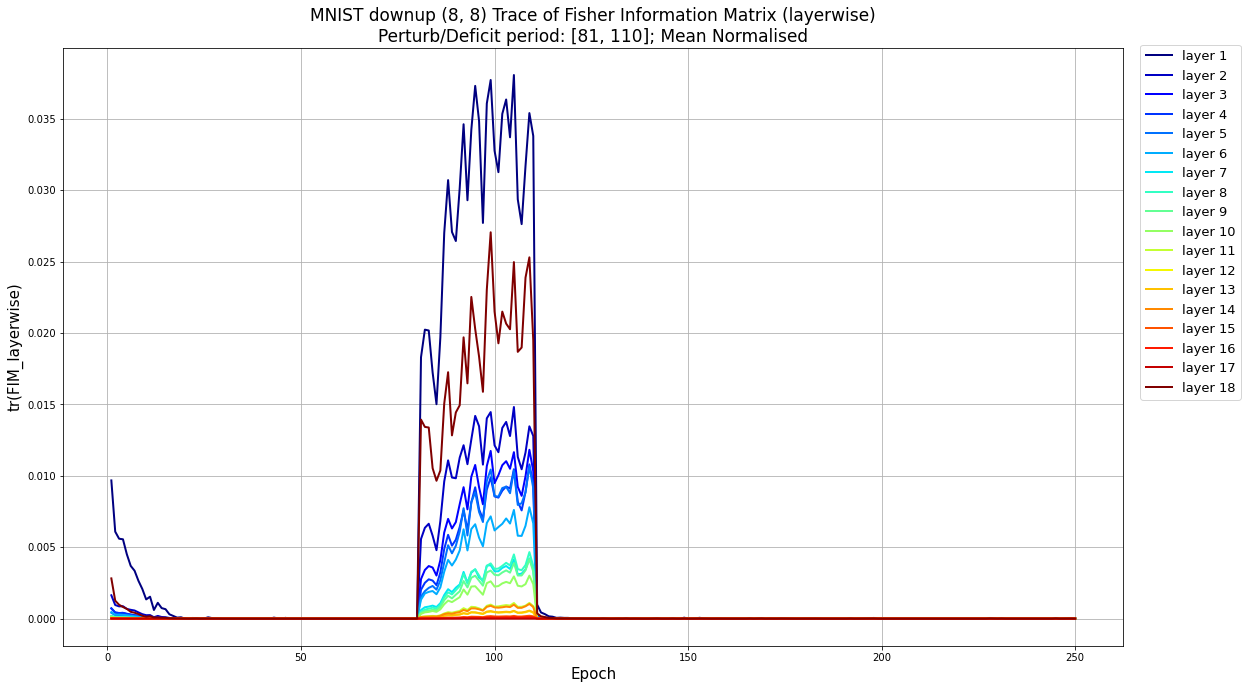 MNIST downup (8, 8) Trace of Fisher Information Matrix (layerwise)
Perturb/Deficit period: [81, 110]; Mean Normalised
tr(FIM_layerwise)
0.035
0.030
0.025
0.020
0.015
0.010
0.005
0.000
0
50
100
150
200
250
Epoch
layer 1
layer 2
layer 3
layer 4
layer 5
layer 6
layer 7
layer 8
layer 9
layer 10
layer 11
layer 12
layer 13
layer 14
layer 15
layer 16
layer 17
layer 18